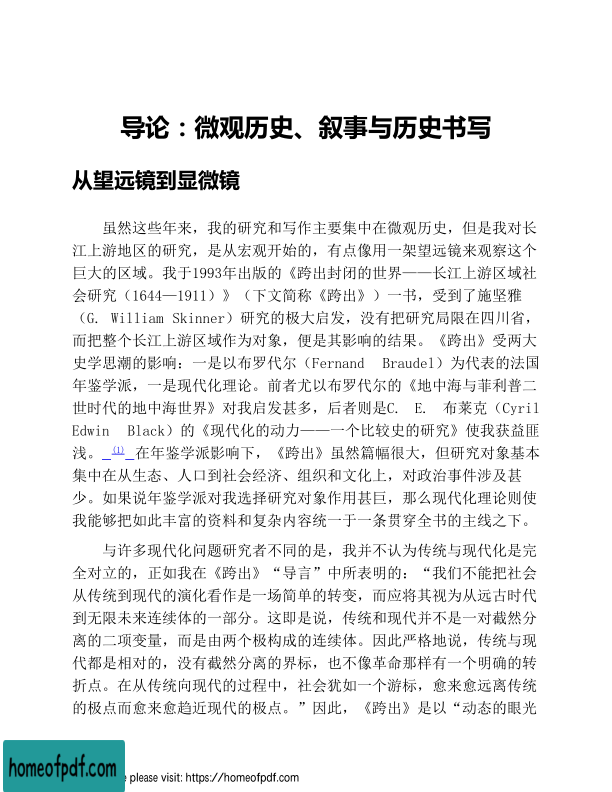 导论：微观历史、叙事与历史书写
从望远镜到显微镜
虽然这些年来，我的研究和写作主要集中在微观历史，但是我对长
江上游地区的研究，是从宏观开始的，有点像用一架望远镜来观察这个
巨大的区域。我于1993年出版的《跨出封闭的世界——长江上游区域社
会研究（1644—1911）》（下文简称《跨出》）一书，受到了施坚雅
（G. William Skinner）研究的极大启发，没有把研究局限在四川省，
而把整个长江上游区域作为对象，便是其影响的结果。《跨出》受两大
史学思潮的影响：一是以布罗代尔（Fernand Braudel）为代表的法国
年鉴学派，一是现代化理论。前者尤以布罗代尔的《地中海与菲利普二
世时代的地中海世界》对我启发甚多，后者则是C. E. 布莱克（Cyril
Edwin Black）的《现代化的动力——一个比较史的研究》使我获益匪
浅。_(1)_在年鉴学派影响下，《跨出》虽然篇幅很大，但研究对象基本
集中在从生态、人口到社会经济、组织和文化上，对政治事件涉及甚
少。如果说年鉴学派对我选择研究对象作用甚巨，那么现代化理论则使
我能够把如此丰富的资料和复杂内容统一于一条贯穿全书的主线之下。
与许多现代化问题研究者不同的是，我并不认为传统与现代化是完
全对立的，正如我在《跨出》“导言”中所表明的：“我们不能把社会
从传统到现代的演化看作是一场简单的转变，而应将其视为从远古时代
到无限未来连续体的一部分。这即是说，传统和现代并不是一对截然分
离的二项变量，而是由两个极构成的连续体。因此严格地说，传统与现
代都是相对的，没有截然分离的界标，也不像革命那样有一个明确的转
折点。在从传统向现代的过程中，社会犹如一个游标，愈来愈远离传统
的极点而愈来愈趋近现代的极点。”因此，《跨出》是以“动态的眼光
homeofpdf.com
e please visit: https://homeofpdf.com